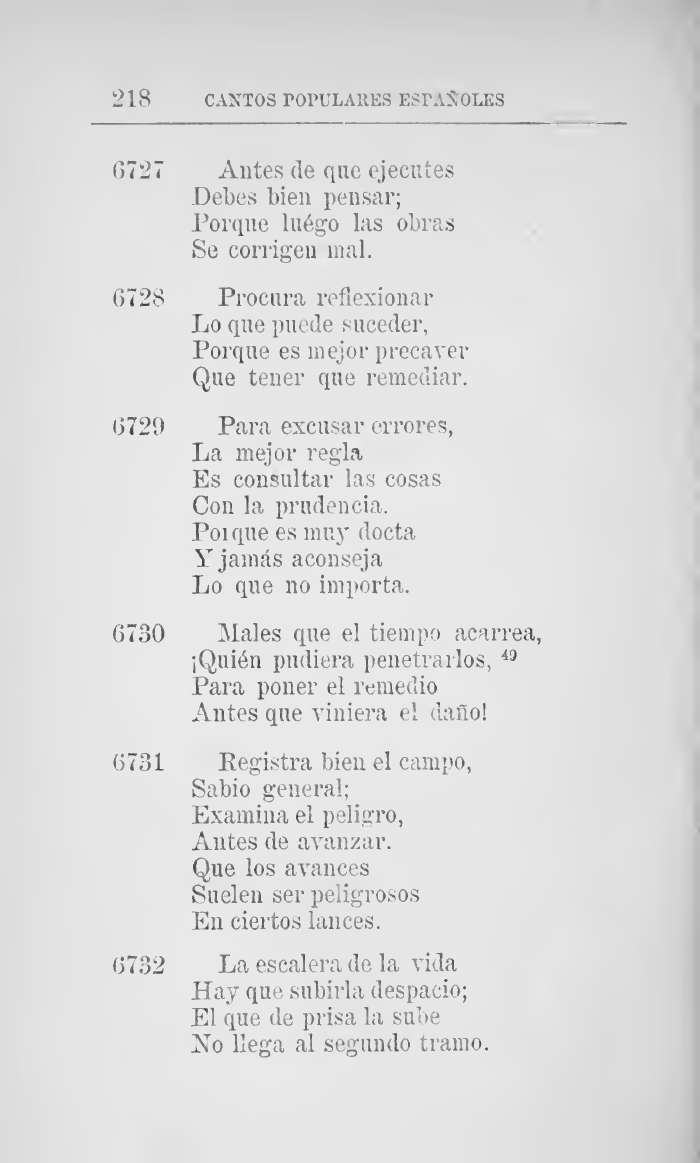 218 CANTOS POPULARES ESPAÑOLES
6727 Antes de que ejecutes
Debes bien pensar;
Porque luégo las obras
Se corrigen mal.
6728 Procura reflexionar
Lo que puede suceder,
Porque es mejor precaver
Que tener que remediar.
6729 Para excusar errores,
La mejor regla
Es consultar las cosas
Con la prudencia.
Porque es muy docta
Y jamás aconseja
Lo que no importa.
6730 Males que el tiempo acarrea,
¡Quién pudiera penetrarlos, 49
Para poner el remedio
Antes que viniera el daño!
6731 Registra bien el campo,
Sabio general;
Examina el peligro,
Antes de avanzar.
Que los avances
Suelen ser peligrosos
En ciertos lances.
6732 La escalera de la vida
Hay que subirla despacio;
El que de prisa la sube
No llega al segundo tramo.